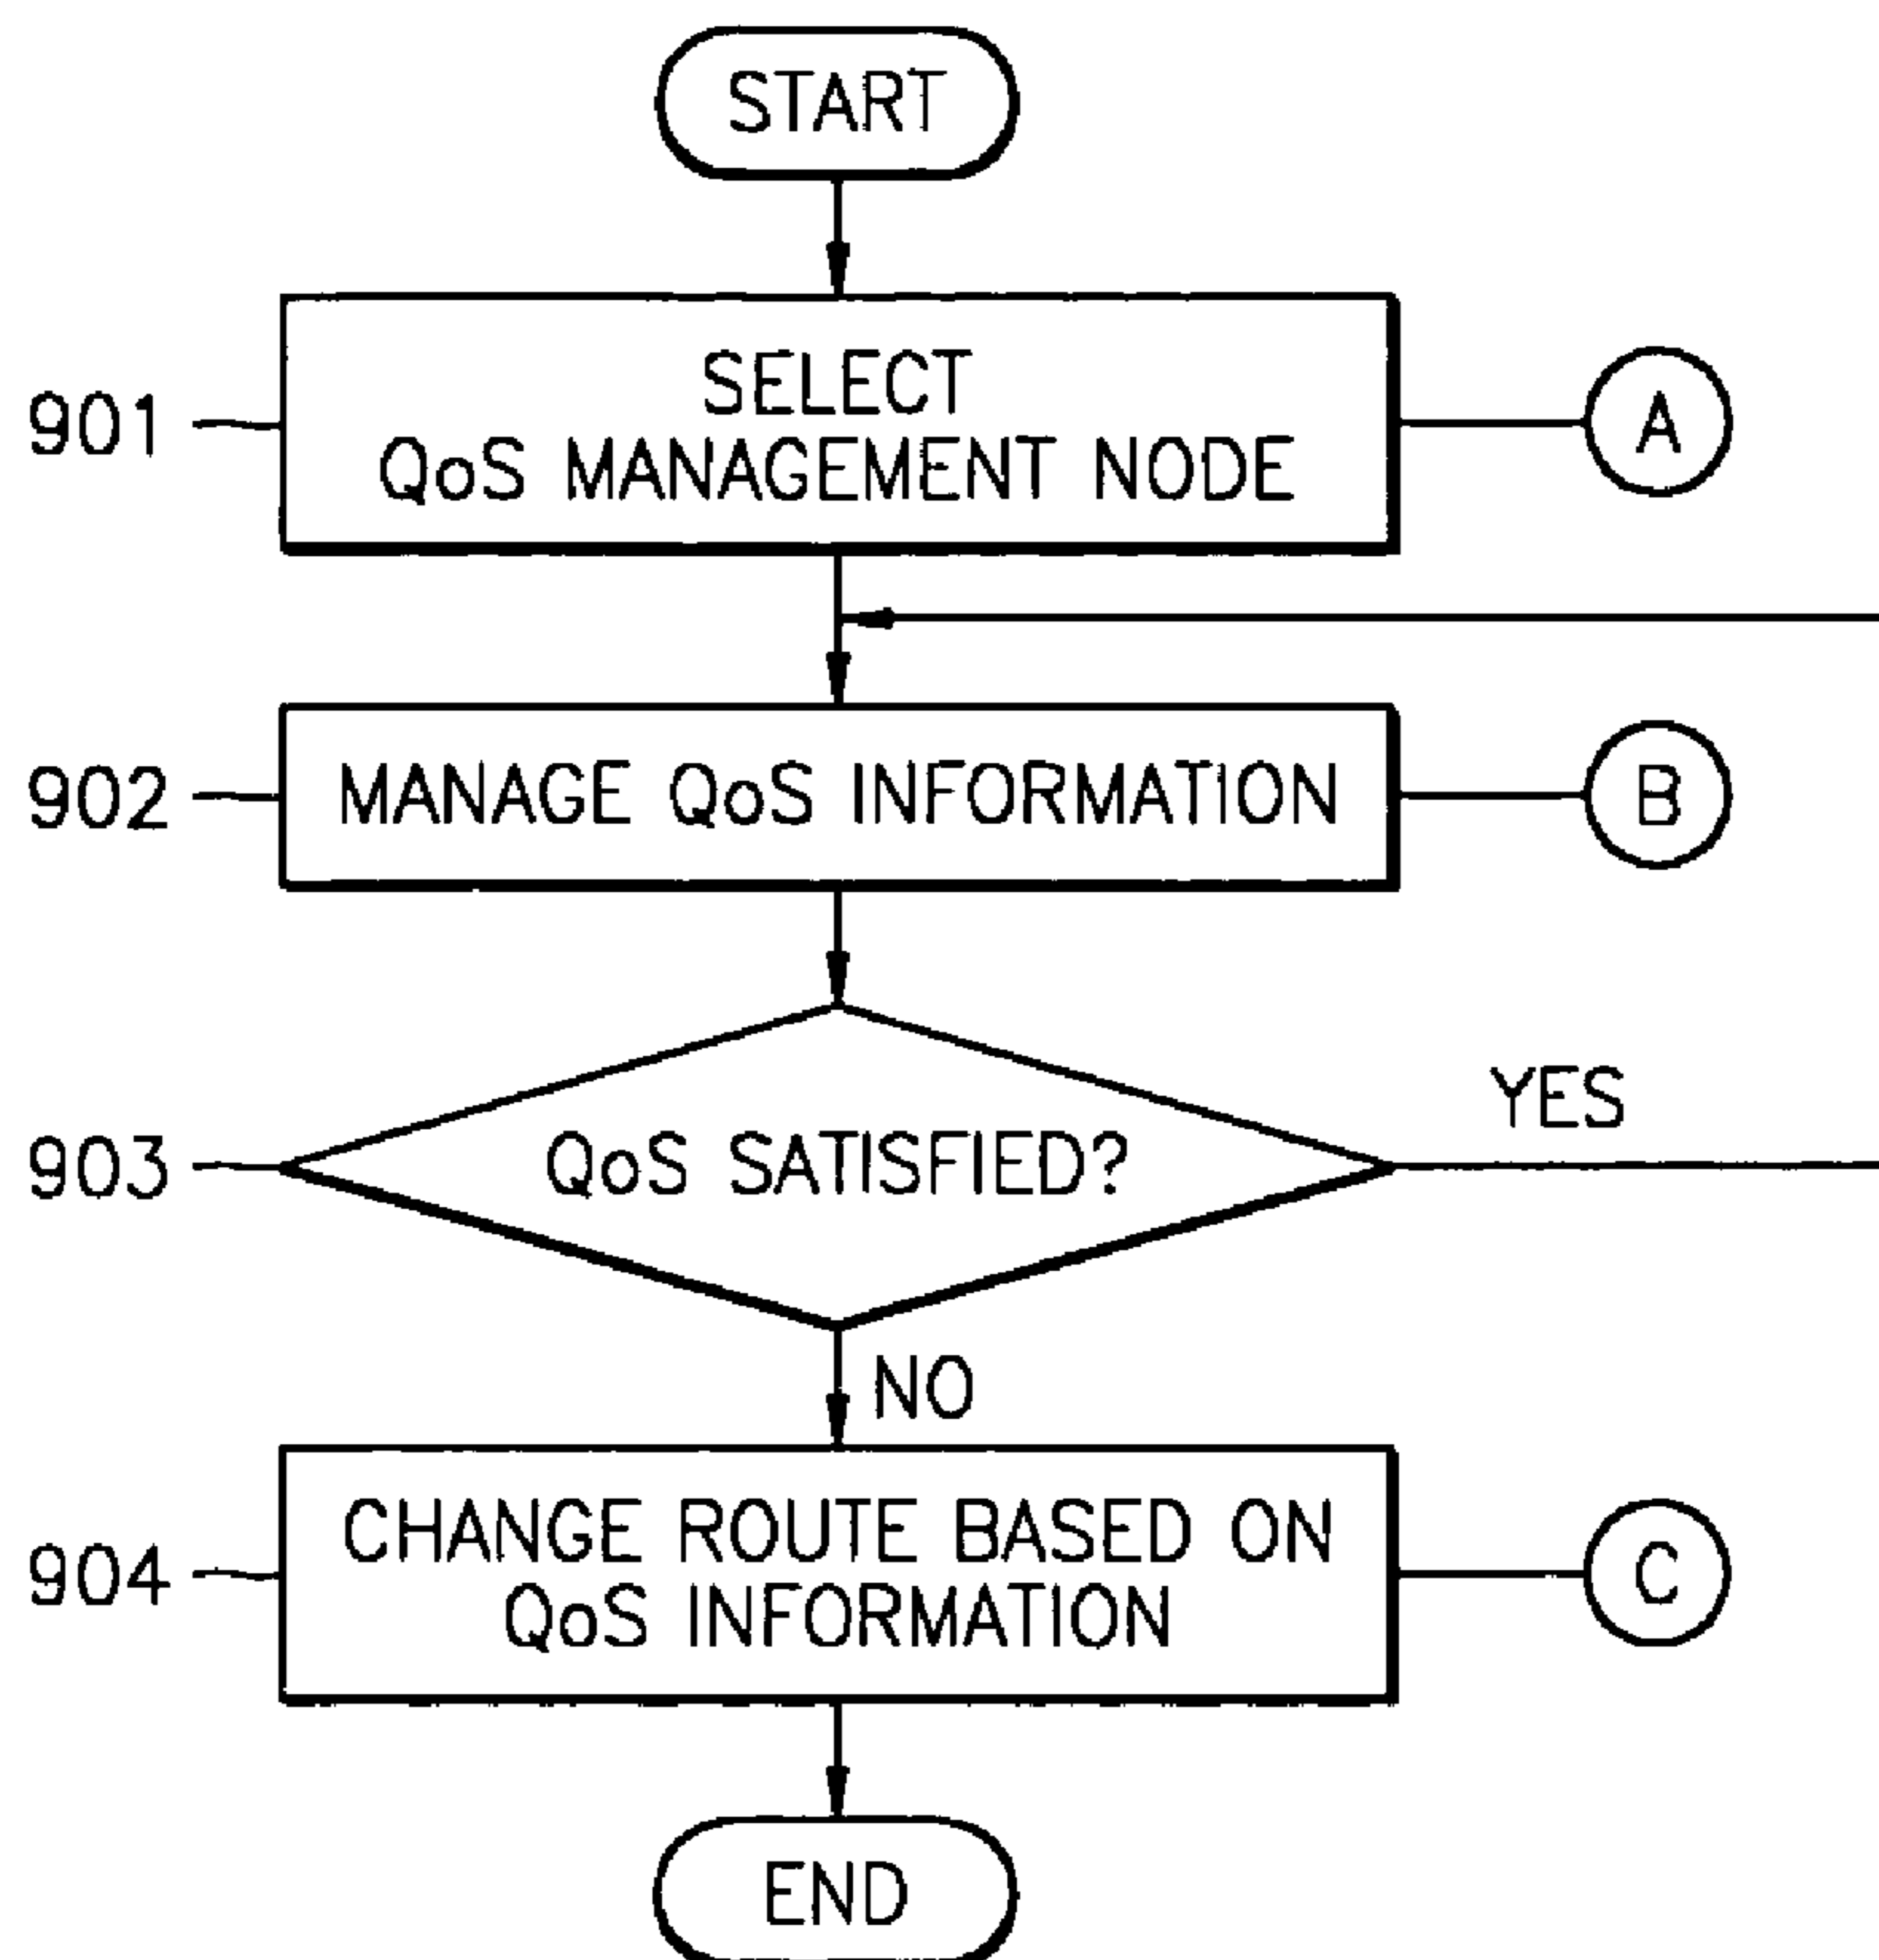 START
901
SELECT
QoS MANAGEMENT NODE
A
902
MANAGE QoS INFORMATION
B
903
QoS SATISFIED?
YES
NO
904
CHANGE ROUTE BASED ON
QoS INFORMATION
C
END